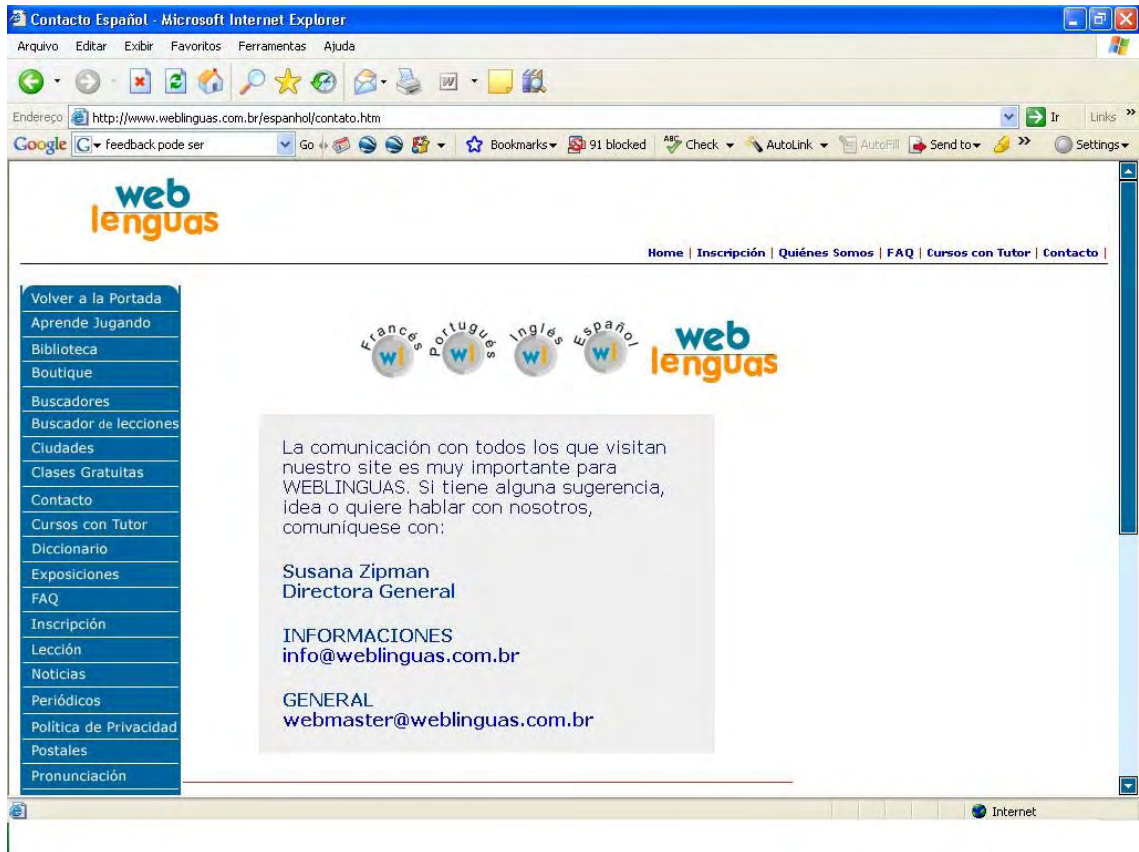 Contacto Español - Microsoft Internet Explorer
Arquivo Editar Exibir Favoritos Ferramentas Ajuda
Endereço http://www.weblinguas.com.br/espanhol/contato.htm Ir Links »
Google G feedback pode ser Go Bookmarks 91 blocked ABC Check AutoLink AutoFill Send to » Settings
web
lenguas
Home | Inscripción | Quiénes Somos | FAQ | Cursos con Tutor | Contacto |
Volver a la Portada
Aprende Jugando
Biblioteca
Boutique
Buscadores
Buscador de lecciones
Ciudades
Clases Gratuitas
Contacto
Cursos con Tutor
Diccionario
Exposiciones
FAQ
Inscripción
Lección
Noticias
Periódicos
Política de Privacidad
Postales
Pronunciación
Francés Portugués Inglés Español
wl wl wl wl
web
lenguas
La comunicación con todos los que visitan
nuestro site es muy importante para
WEBLINGUAS. Si tiene alguna sugerencia,
idea o quiere hablar con nosotros,
comuníquese con:
Susana Zipman
Directora General
INFORMACIONES
info@weblinguas.com.br
GENERAL
webmaster@weblinguas.com.br
Internet